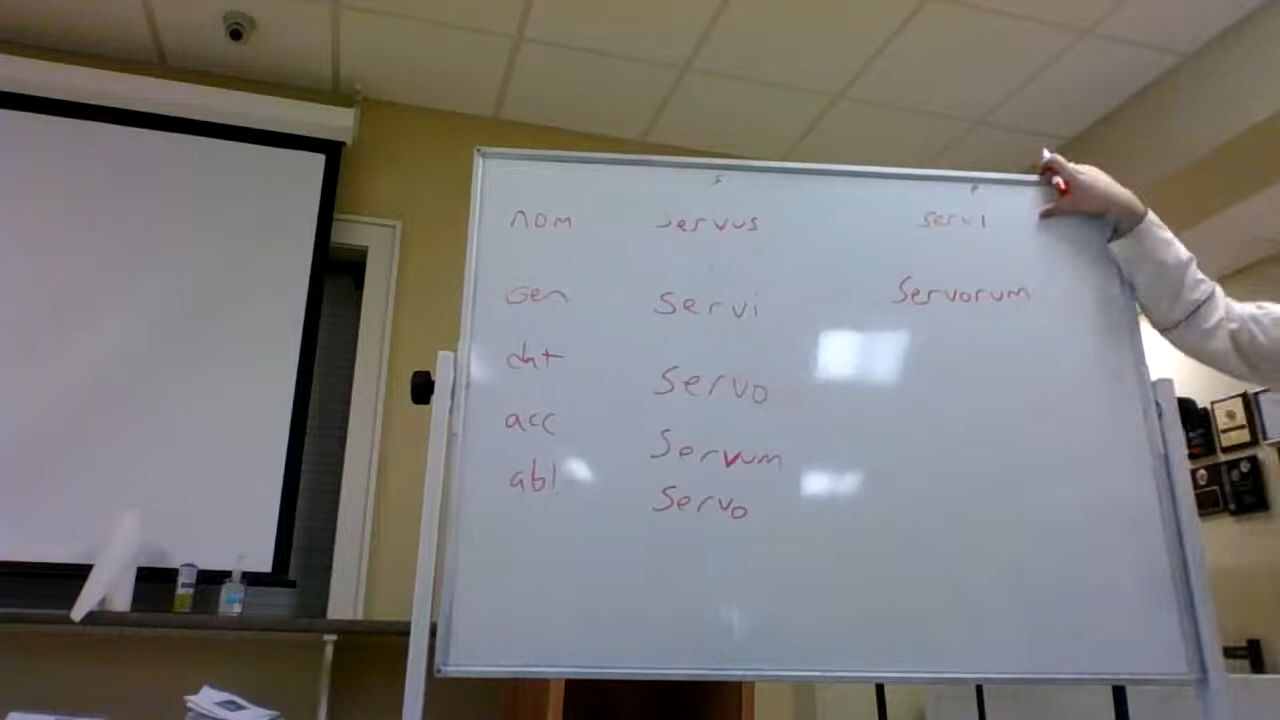 s P
nom servus servi
Gen Servi Servorum
dat Servo
acc Servum
abl Servo